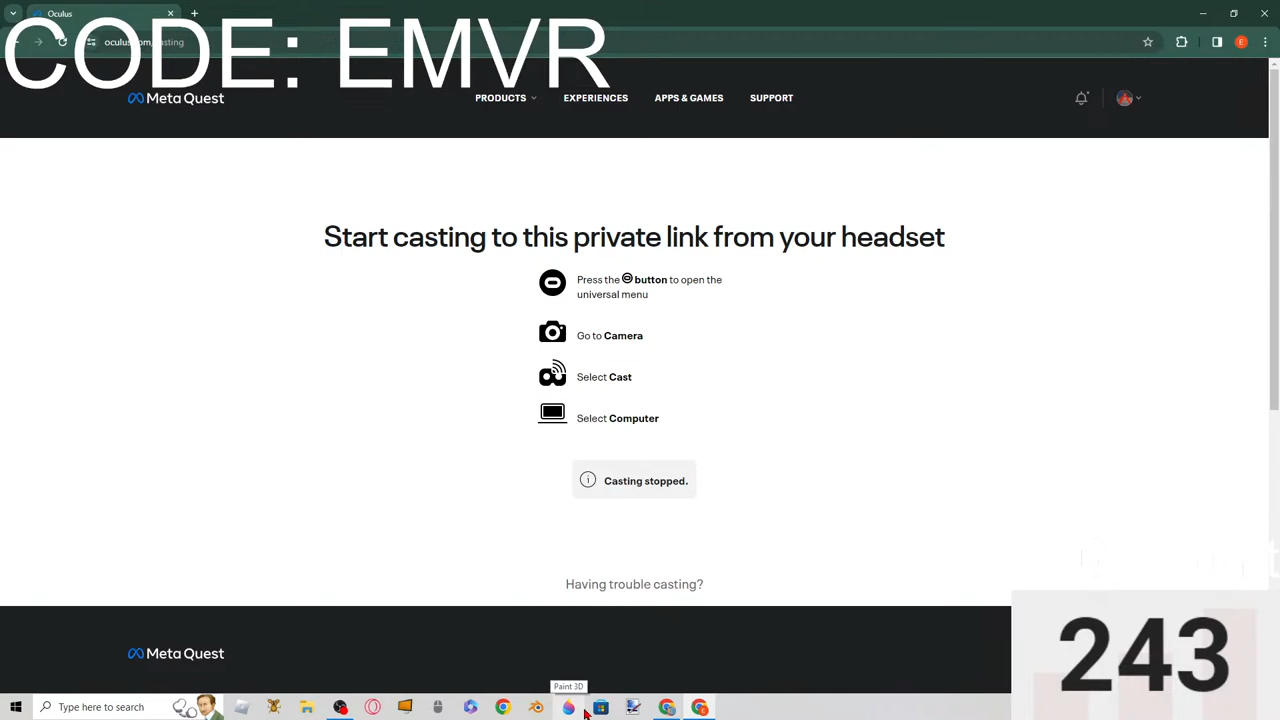 Oculus
CODE: EMVR
Meta Quest
PRODUCTS
EXPERIENCES
APPS & GAMES
SUPPORT
E
Start casting to this private link from your headset
Press the button to open the
universal menu
Go to Camera
Select Cast
Select Computer
Casting stopped.
Having trouble casting?
243
Meta Quest
Paint 3D
Type here to search